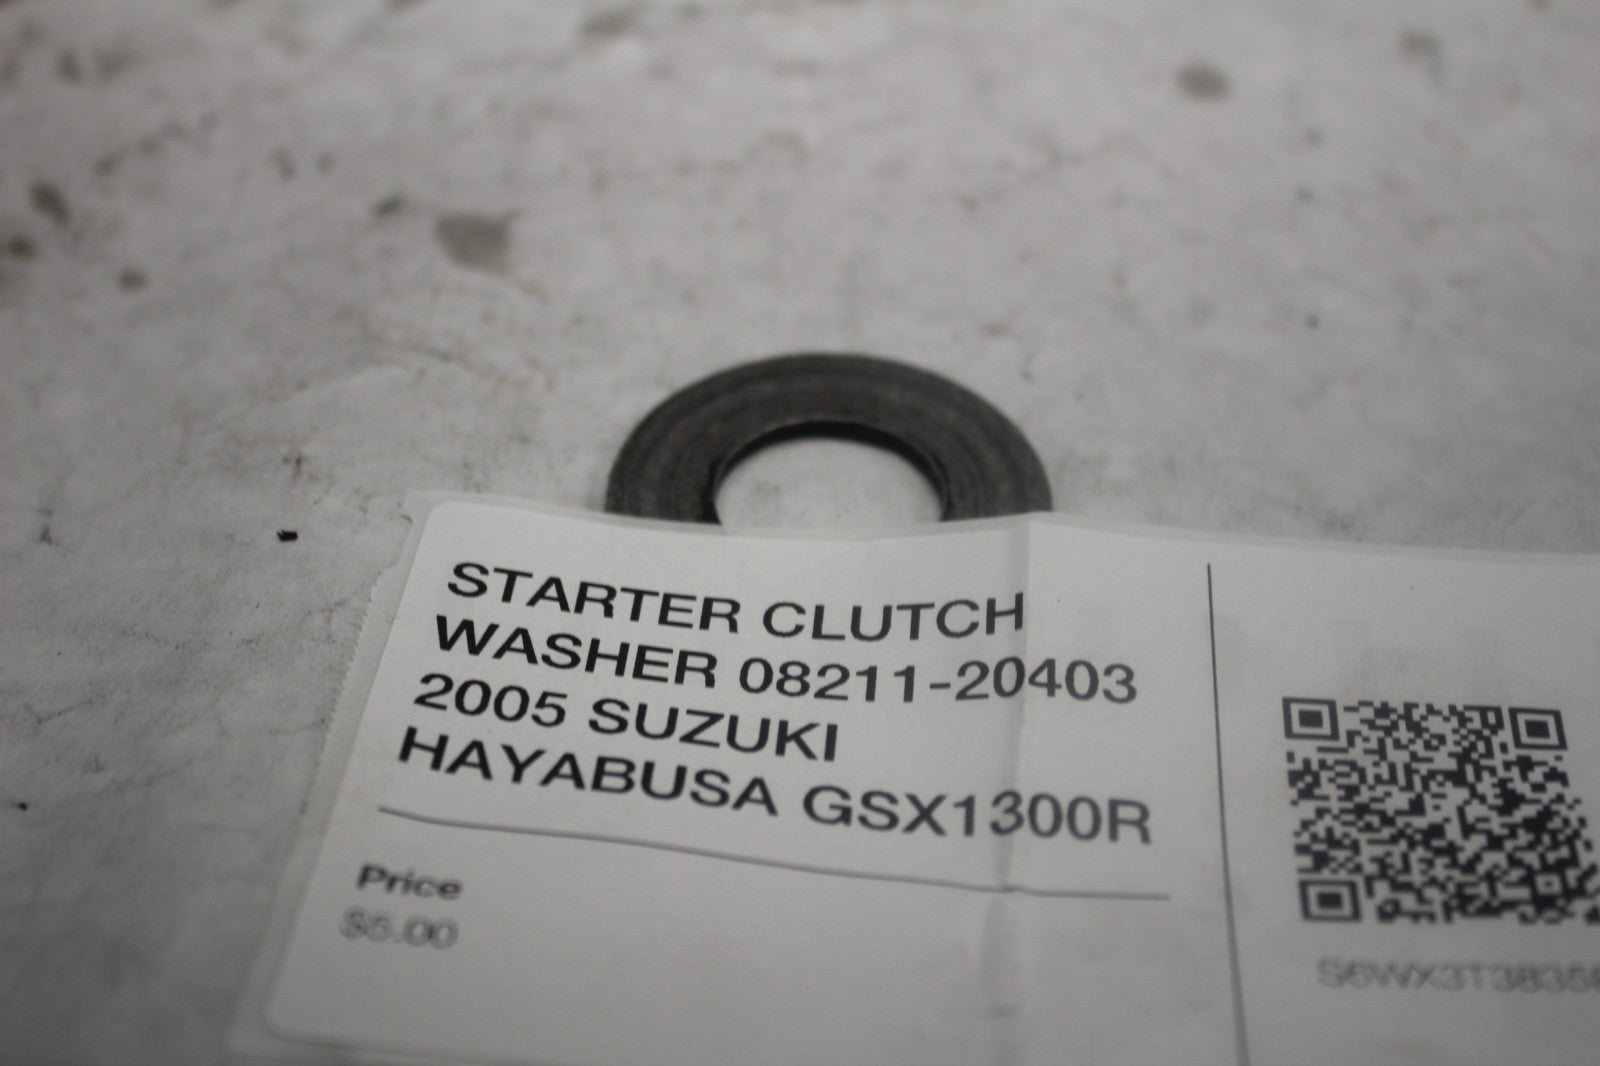 STARTER CLUTCH
WASHER 08211-20403
2005 SUZUKI
HAYABUSA GSX1300R
Price
$5.00